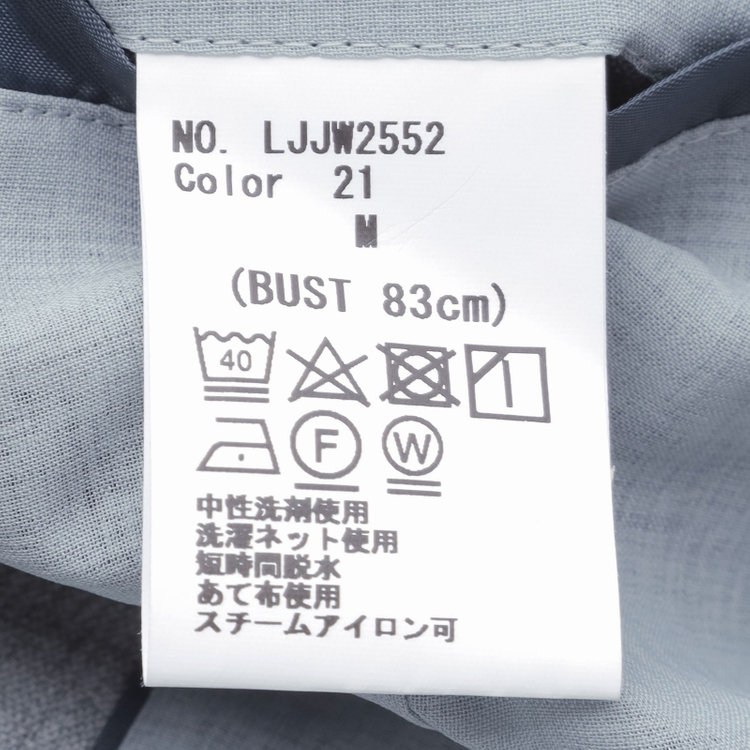 NO. LJJW2552
Color 21
M
(BUST 83cm)
40
F W
中性洗剤使用
洗濯ネット使用
短時間脱水
あて布使用
スチームアイロン可